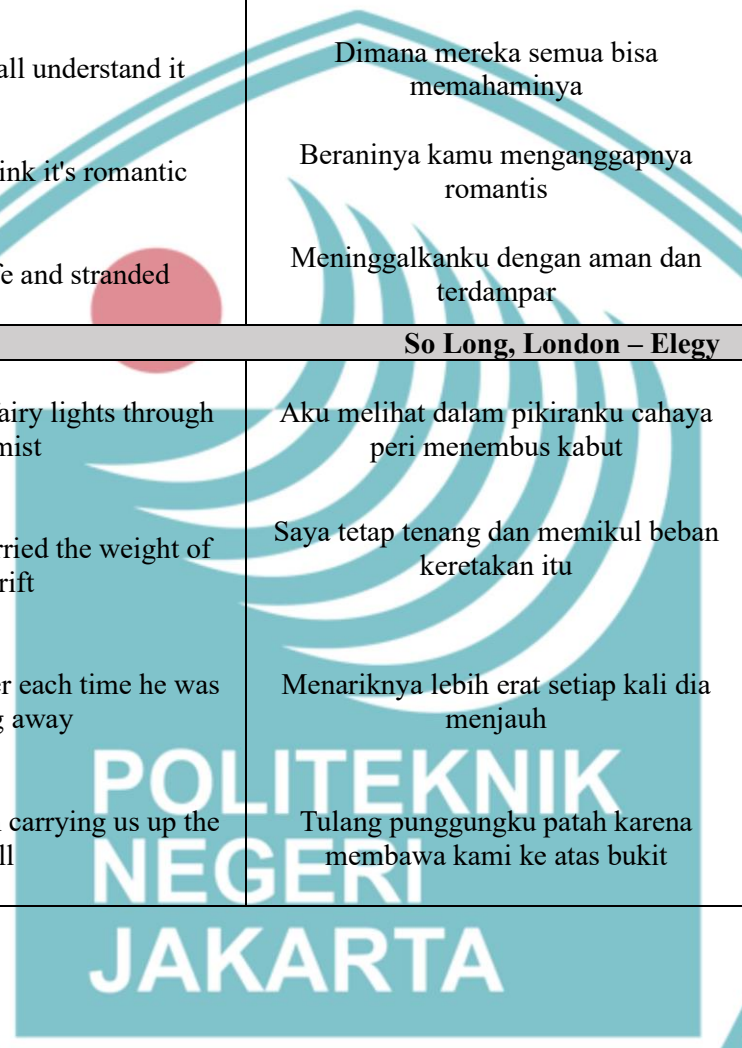 all understand it
Dimana mereka semua bisa
memahaminya
ink it's romantic
Beraninya kamu menganggapnya
romantis
fe and stranded
Meninggalkanku dengan aman dan
terdampar
So Long, London – Elegy
airy lights through
mist
Aku melihat dalam pikiranku cahaya
peri menembus kabut
rried the weight of
rift
Saya tetap tenang dan memikul beban
keretakan itu
er each time he was
g away
Menariknya lebih erat setiap kali dia
menjauh
carrying us up the
ll
Tulang punggungku patah karena
membawa kami ke atas bukit
POLITEKNIK
NEGERI
JAKARTA